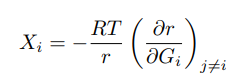 X_i = -\frac{RT}{r} \left( \frac{\partial r}{\partial G_i} \right)_{j \neq i}